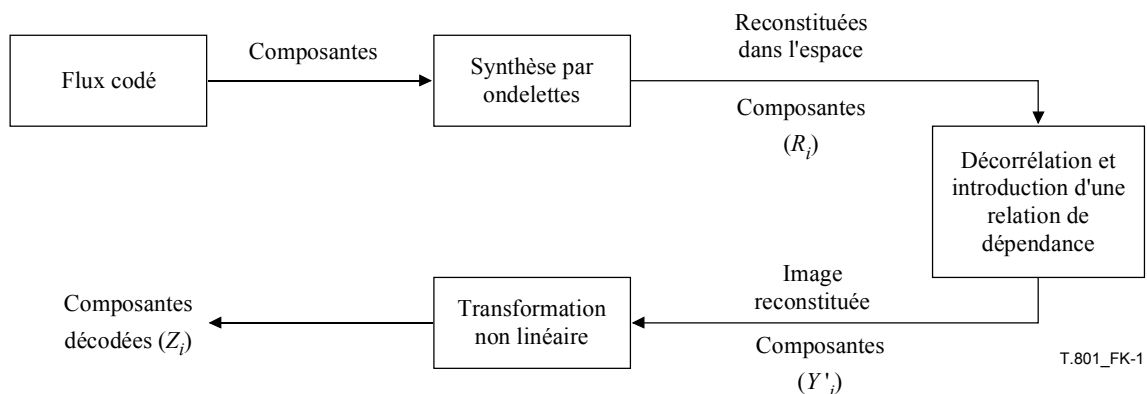 Flux codé
Composantes
Synthèse par
ondelettes
Reconstituées
dans l'espace
Composantes
(R_i)
Décorrélation et
introduction d'une
relation de
dépendance
Image
reconstituée
Composantes
(Y'_i)
Transformation
non linéaire
Composantes
décodées (Z_i)
T.801_FK-1